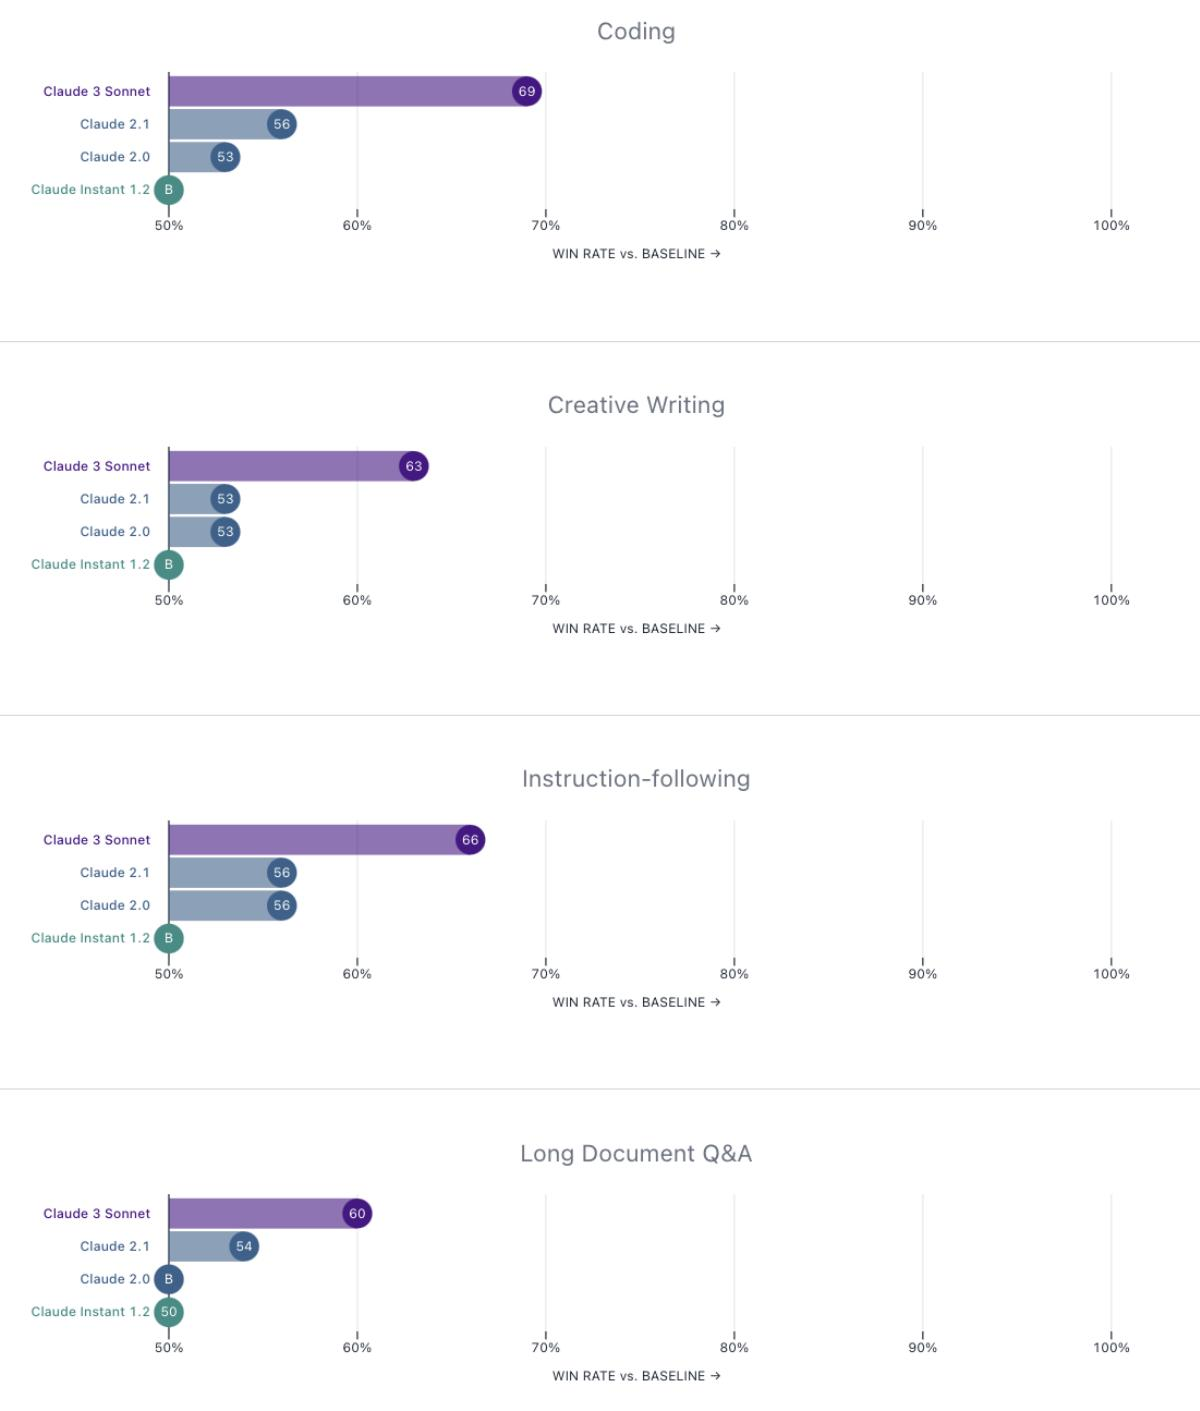 Coding
Claude 3 Sonnet 69
Claude 2.1 56
Claude 2.0 53
Claude Instant 1.2 B
50% 60% 70% 80% 90% 100%
WIN RATE vs. BASELINE →
Creative Writing
Claude 3 Sonnet 63
Claude 2.1 53
Claude 2.0 53
Claude Instant 1.2 B
50% 60% 70% 80% 90% 100%
WIN RATE vs. BASELINE →
Instruction-following
Claude 3 Sonnet 66
Claude 2.1 56
Claude 2.0 56
Claude Instant 1.2 B
50% 60% 70% 80% 90% 100%
WIN RATE vs. BASELINE →
Long Document Q&A
Claude 3 Sonnet 60
Claude 2.1 54
Claude 2.0 B
Claude Instant 1.2 50
50% 60% 70% 80% 90% 100%
WIN RATE vs. BASELINE →